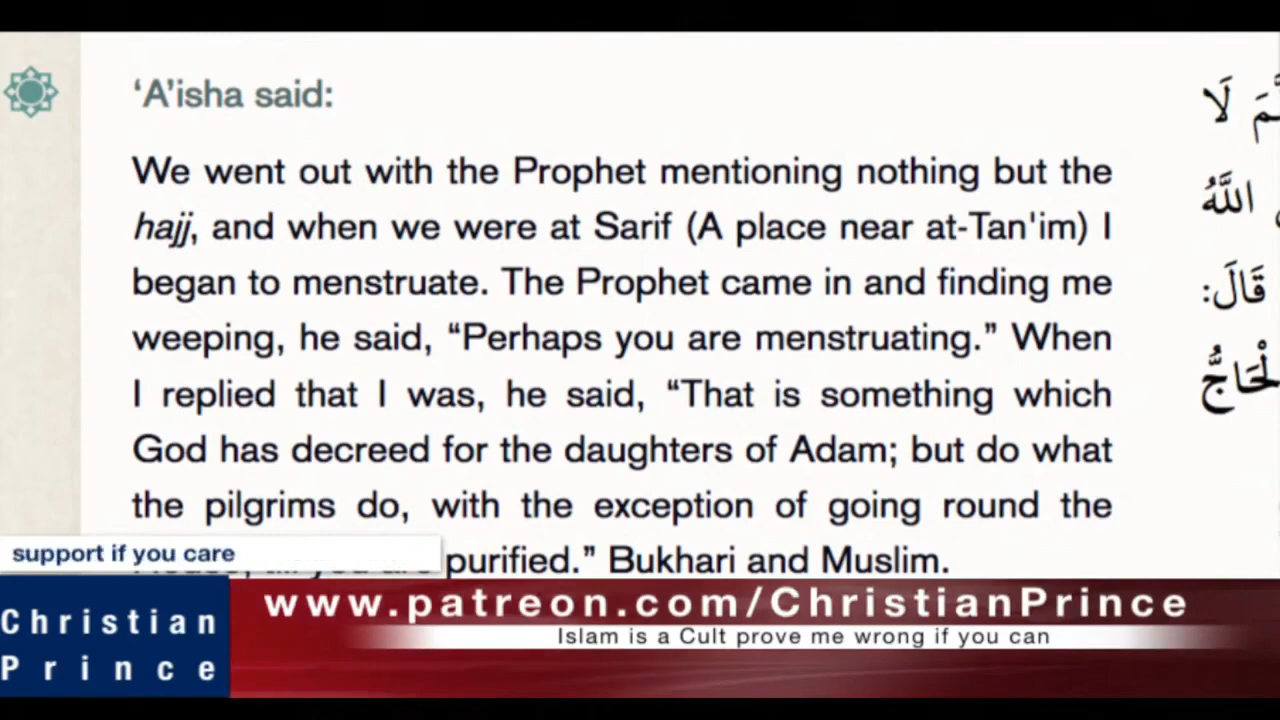 ‘A’isha said:
We went out with the Prophet mentioning nothing but the
hajj, and when we were at Sarif (A place near at-Tan'im) I
began to menstruate. The Prophet came in and finding me
weeping, he said, “Perhaps you are menstruating.” When
I replied that I was, he said, “That is something which
God has decreed for the daughters of Adam; but do what
the pilgrims do, with the exception of going round the
purified.” Bukhari and Muslim.
لَا
اللَّهُ
قَالَ:
support if you care
Christian
Prince
www.patreon.com/ChristianPrince
Islam is a Cult prove me wrong if you can